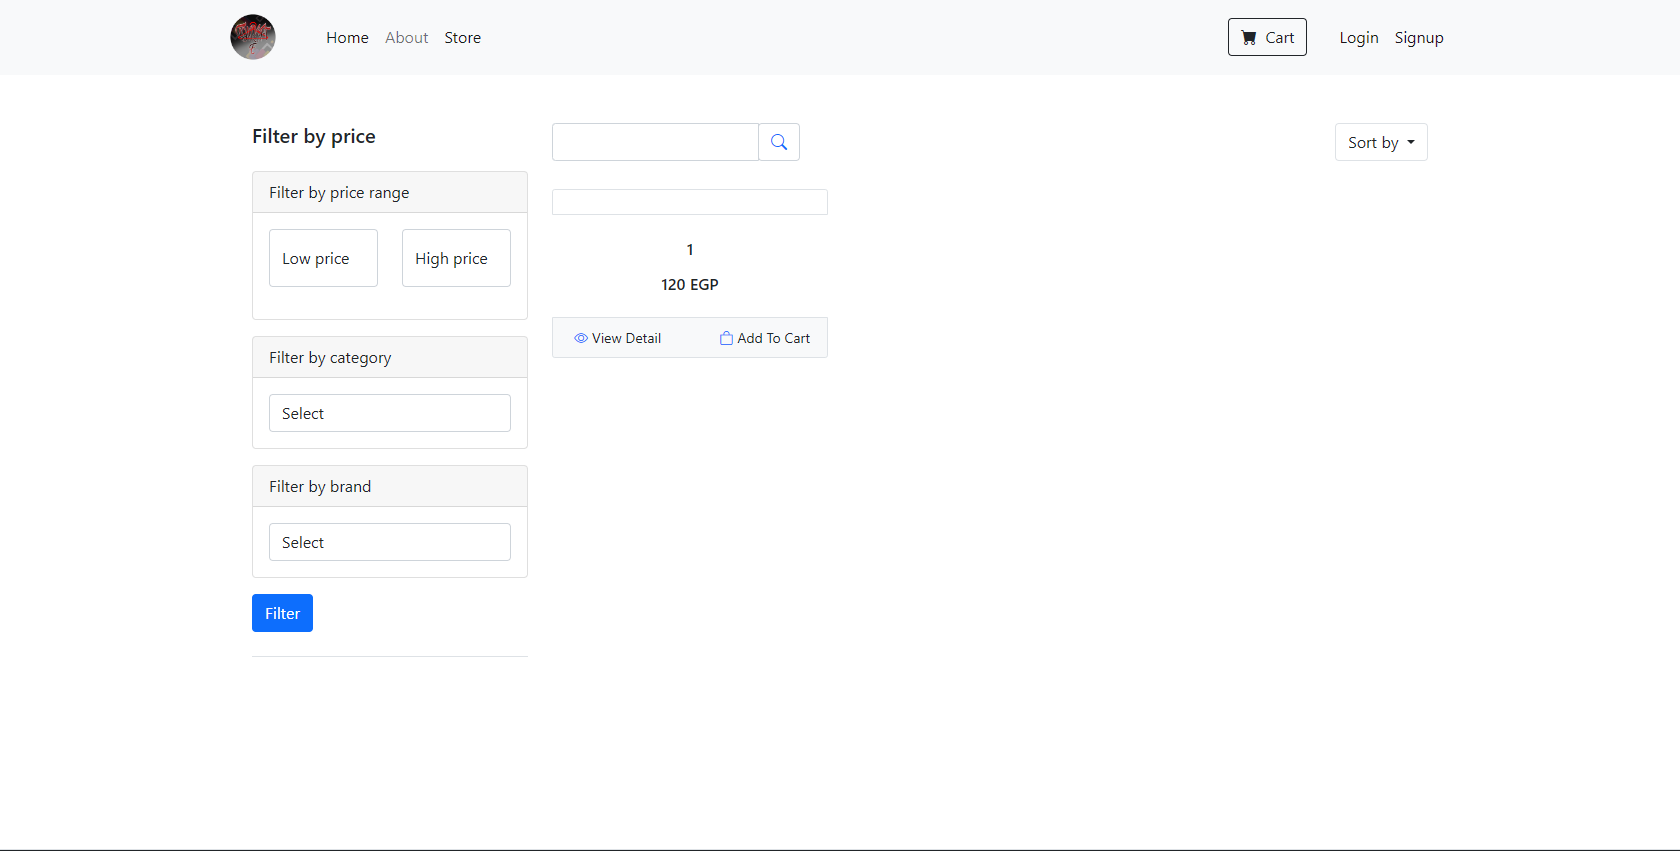 Home About Store
Cart Login Signup
Filter by price
Filter by price range
Low price High price
Filter by category
Select
Filter by brand
Select
Filter
Sort by
1
120 EGP
View Detail Add To Cart